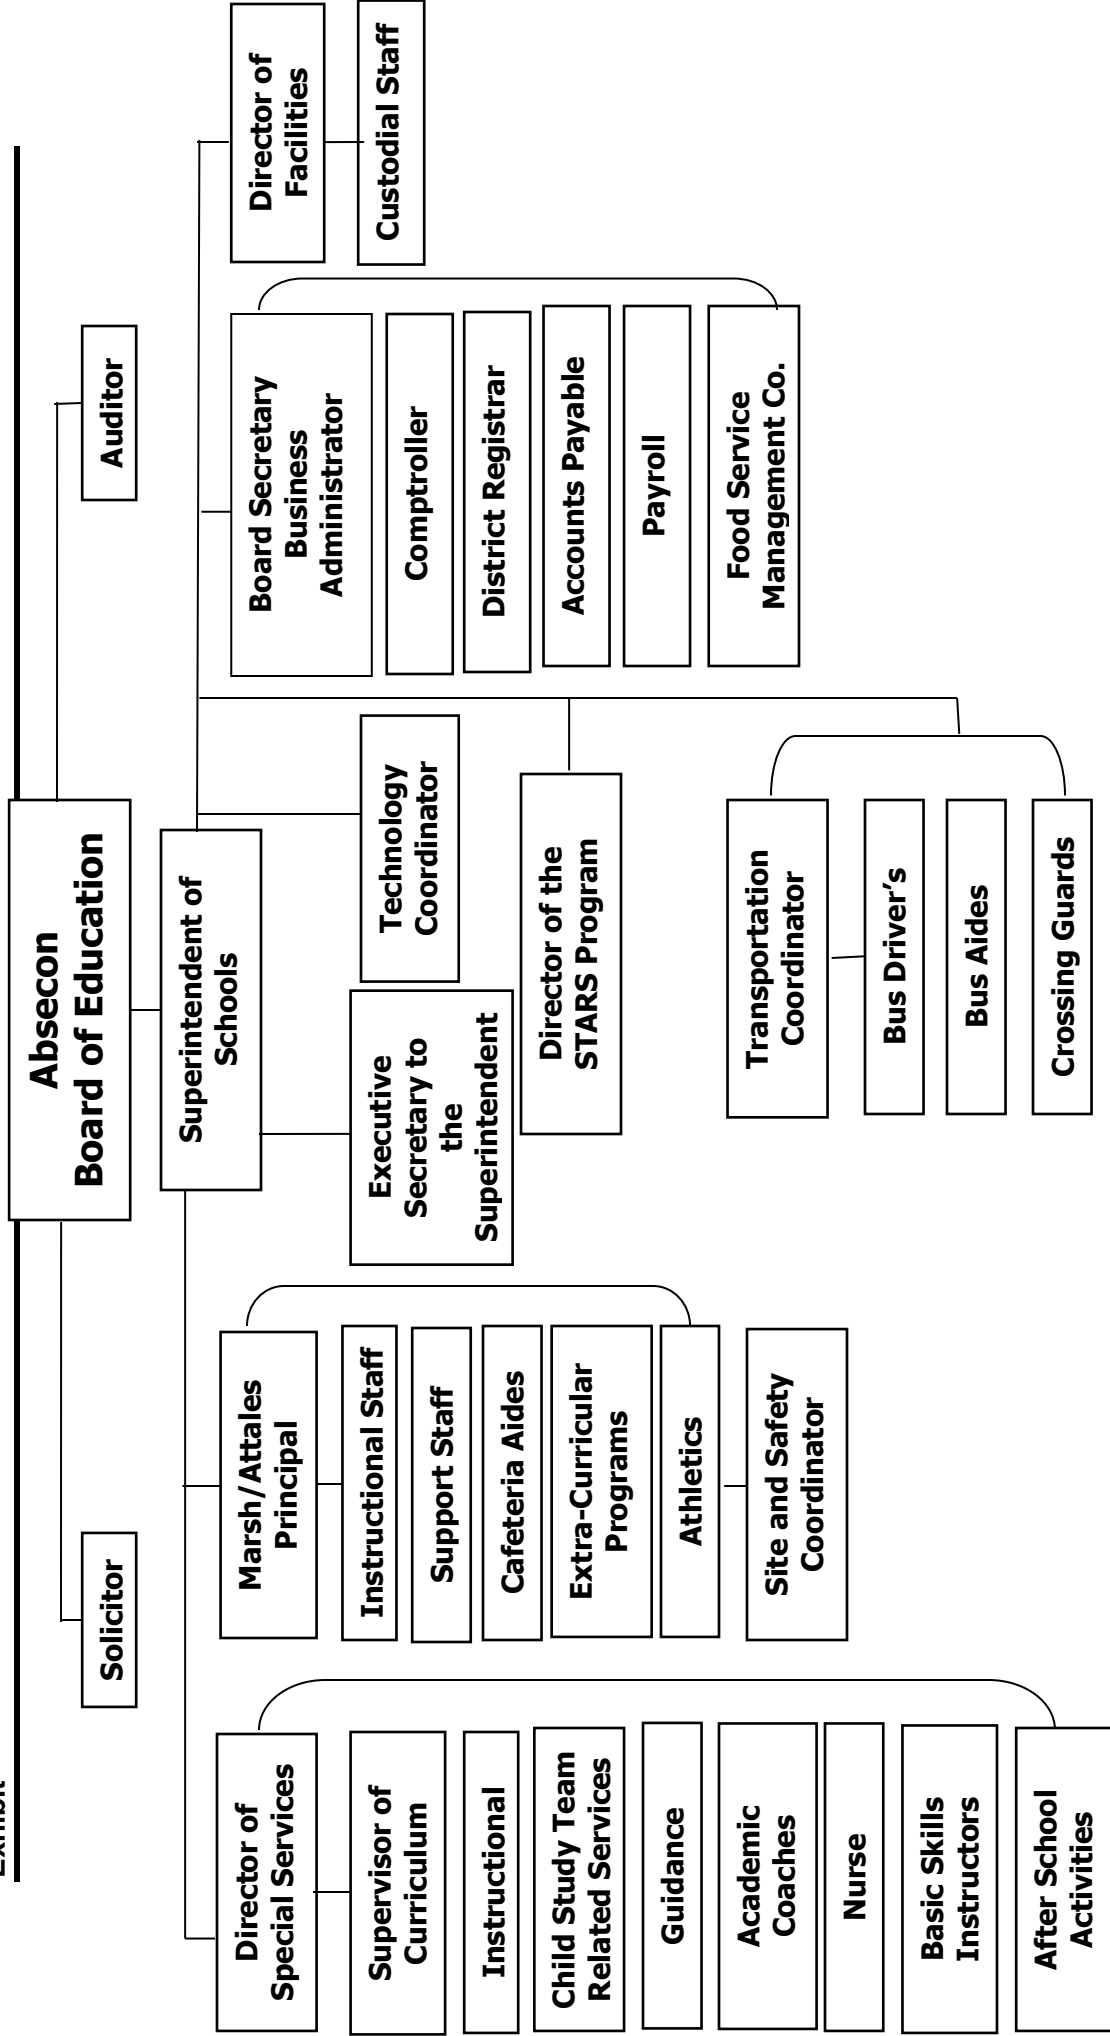 Exhibit
Absecon
Board of Education
Solicitor
Auditor
Superintendent of
Schools
Director of
Special Services
Supervisor of
Curriculum
Instructional
Child Study Team
Related Services
Guidance
Academic
Coaches
Nurse
Basic Skills
Instructors
After School
Activities
Marsh/Attales
Principal
Instructional Staff
Support Staff
Cafeteria Aides
Extra-Curricular
Programs
Athletics
Site and Safety
Coordinator
Executive
Secretary to
the
Superintendent
Technology
Coordinator
Director of the
STARS Program
Transportation
Coordinator
Bus Driver’s
Bus Aides
Crossing Guards
Board Secretary
Business
Administrator
Comptroller
District Registrar
Accounts Payable
Payroll
Food Service
Management Co.
Director of
Facilities
Custodial Staff